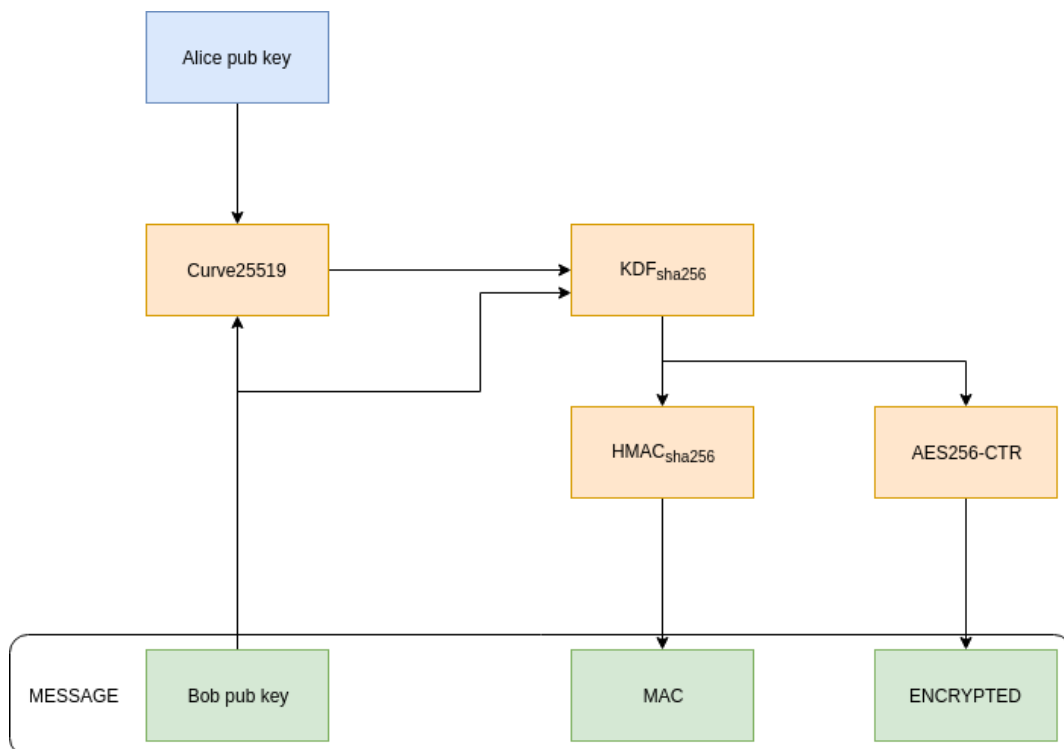 Alice pub key
Curve25519
KDFsha256
HMACsha256
AES256-CTR
MESSAGE
Bob pub key
MAC
ENCRYPTED